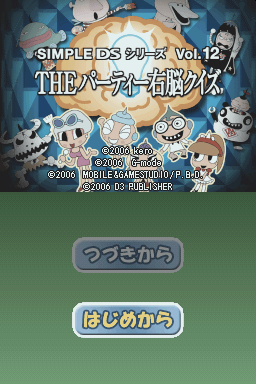 SIMPLE DS シリーズ Vol.12
THEパーティー右脳クイズ
©2006 kero
©2006 G-mode
©2006 MOBILE&GAMESTUDIO/P.B.D.
©2006 D3 PUBLISHER
つづきから
はじめから